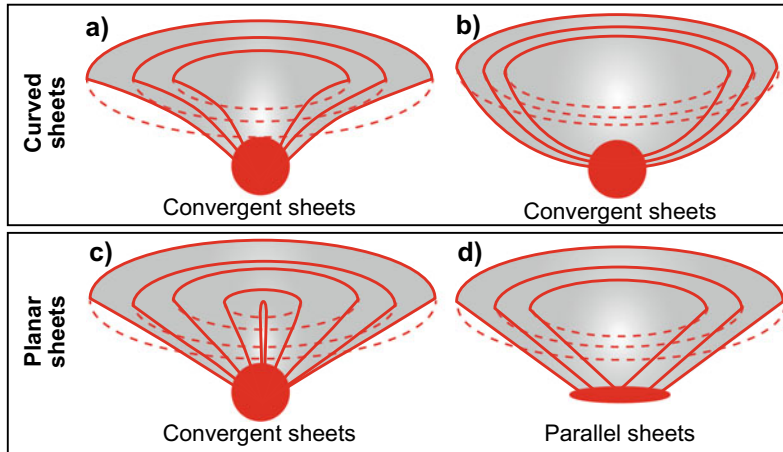 Curved
sheets
a)
b)
Convergent sheets
Convergent sheets
Planar
sheets
c)
d)
Convergent sheets
Parallel sheets